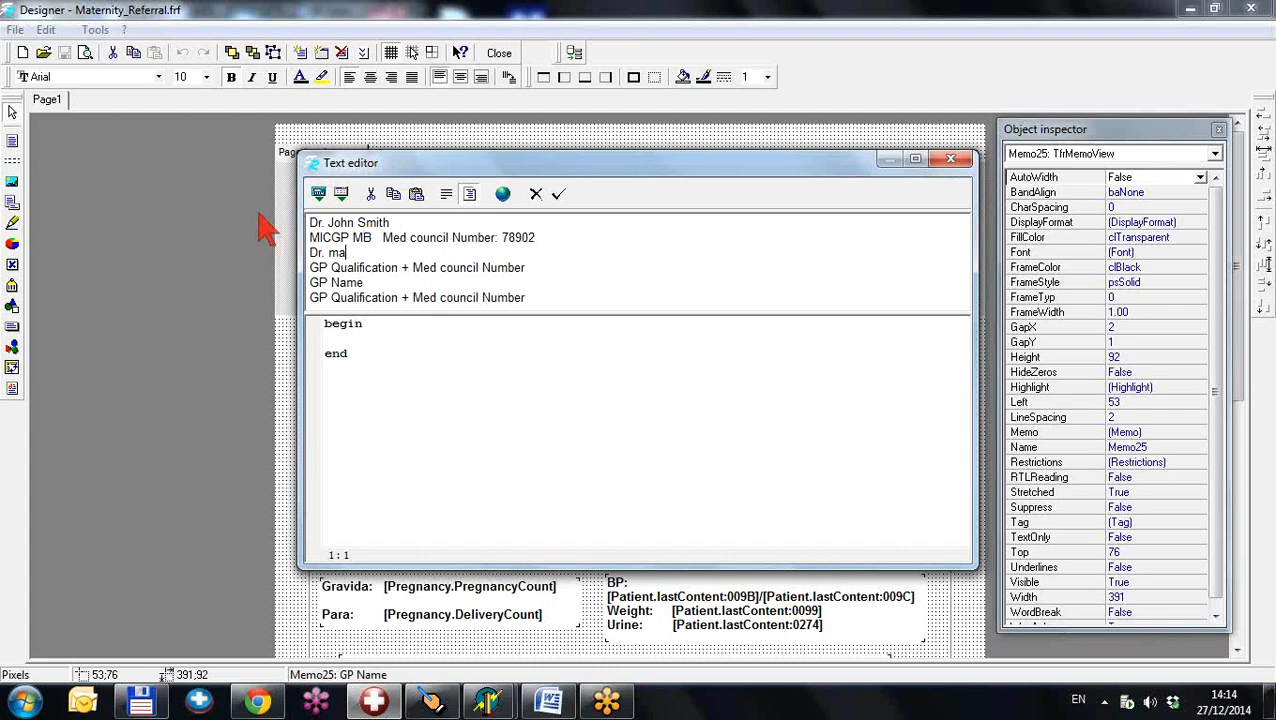 Designer - Maternity_Referral.frf
File Edit Tools ?
Close
Arial 10 B I U A 1
Page1
Object inspector
Memo25: TfrMemoView
AutoWidth False
BandAlign baNone
CharSpacing 0
DisplayFormat (DisplayFormat)
FillColor clTransparent
Font (Font)
FrameColor clBlack
FrameStyle psSolid
FrameTyp 0
FrameWidth 1.00
GapX 2
GapY 1
Height 92
HideZeros False
Highlight (Highlight)
Left 53
LineSpacing 2
Memo (Memo)
Name Memo25
Restrictions (Restrictions)
RTLReading False
Stretched True
Suppress False
Tag (Tag)
TextOnly False
Top 76
Underlines False
Visible True
Width 391
WordBreak False
Text editor
Dr. John Smith
MICGP MB Med council Number: 78902
Dr. ma
GP Qualification + Med council Number
GP Name
GP Qualification + Med council Number
begin
end
1:1
Gravida: [Pregnancy.PregnancyCount]
Para: [Pregnancy.DeliveryCount]
BP:
[Patient.lastContent:009B]/[Patient.lastContent:009C]
Weight: [Patient.lastContent:0099]
Urine: [Patient.lastContent:0274]
Pixels 53;76 391;92 Memo25: GP Name
EN 14:14
27/12/2014